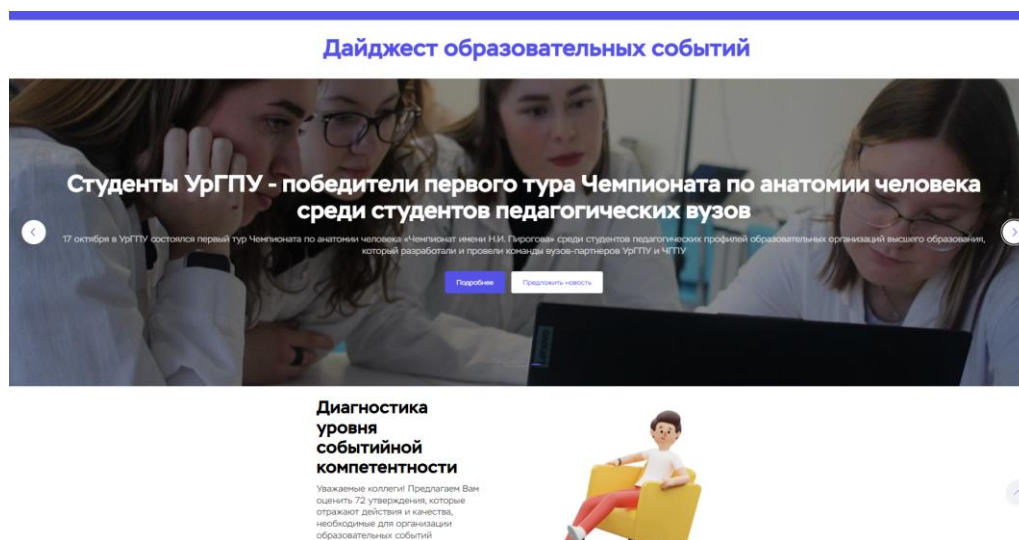 Дайджест образовательных событий
Студенты УрГПУ - победители первого тура Чемпионата по анатомии человека
среди студентов педагогических вузов
17 октября в УрГПУ состоялся первый тур Чемпионата по анатомии человека «Чемпионат имени Н.И. Пирогова» среди студентов педагогических профилей образовательных организаций высшего образования,
который разработали и провели команды вузов-партнеров УрГПУ и ЧГПУ
Подробнее
Предложить новость
Диагностика
уровня
событийной
компетентности
Уважаемые коллеги! Предлагаем Вам
оценить 72 утверждения, которые
отражают действия и качества,
необходимые для организации
образовательных событий